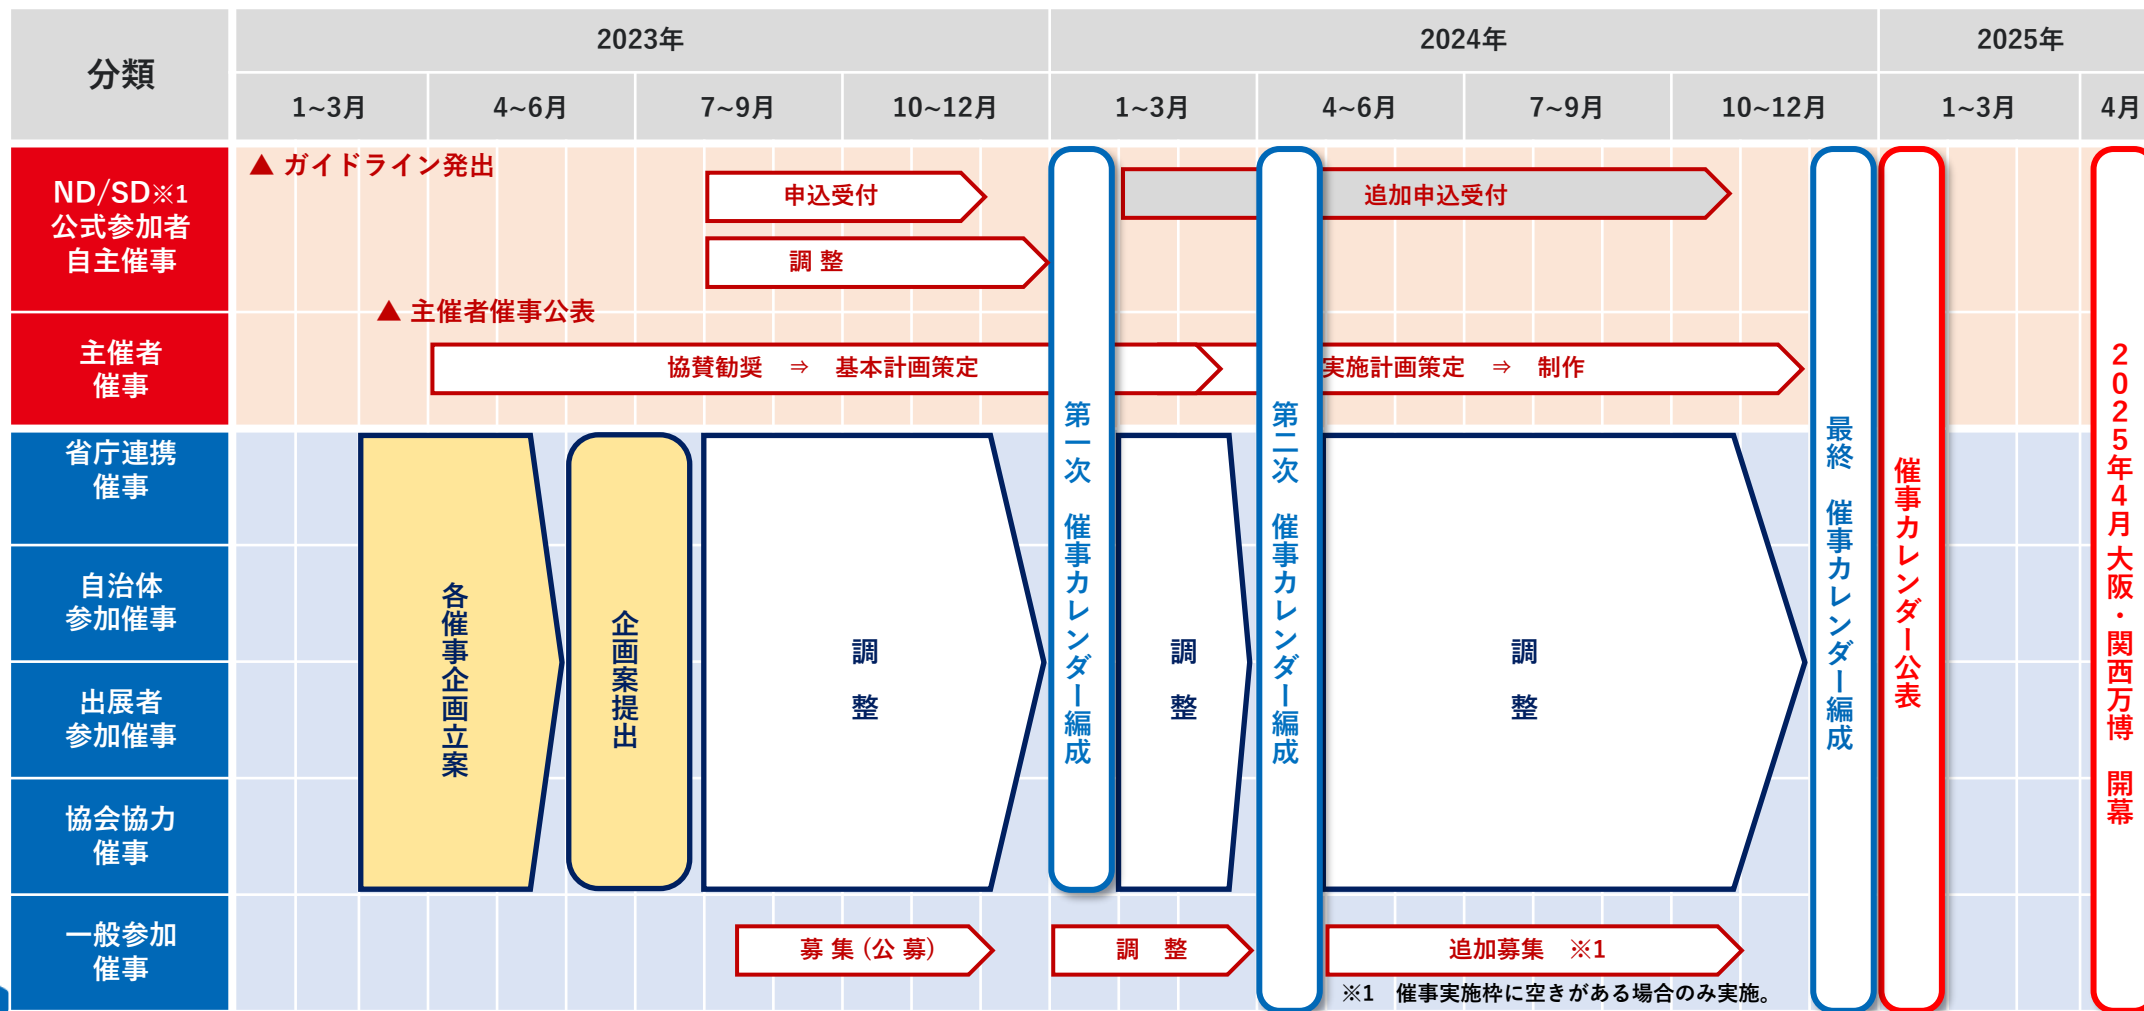 分類
2023年
2024年
2025年
1~3月
4~6月
7~9月
10~12月
1~3月
4~6月
7~9月
10~12月
1~3月
4月
ND/SD※1
公式参加者
自主催事
▲ ガイドライン発出
申込受付
追加申込受付
調 整
▲ 主催者催事公表
主催者
催事
協賛勧奨　⇒　基本計画策定
実施計画策定　⇒　制作
省庁連携
催事
自治体
参加催事
出展者
参加催事
協会協力
催事
各催事企画立案
企画案提出
調　整
第一次　催事カレンダー編成
調　整
第二次　催事カレンダー編成
調　整
最終　催事カレンダー編成
催事カレンダー公表
2025年4月 大阪・関西万博　開幕
一般参加
催事
募 集 (公 募)
調　整
追加募集　※1
※1　催事実施枠に空きがある場合のみ実施。